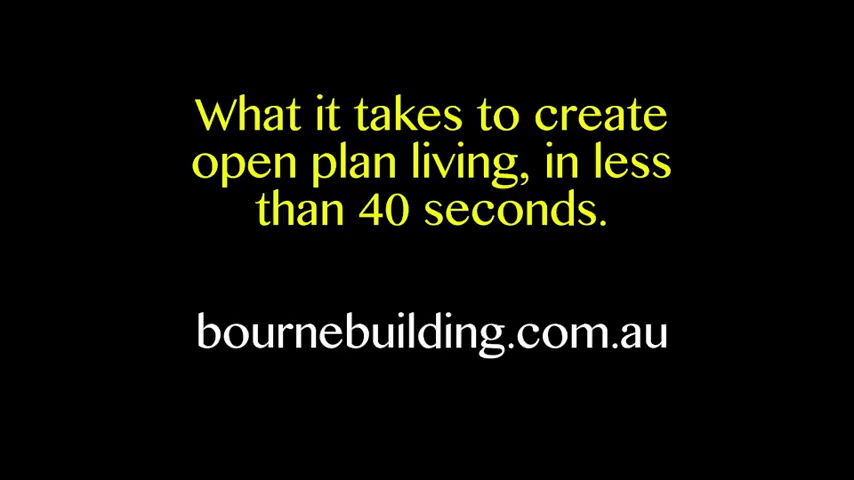 What it takes to create
open plan living, in less
than 40 seconds.
bournebuilding.com.au